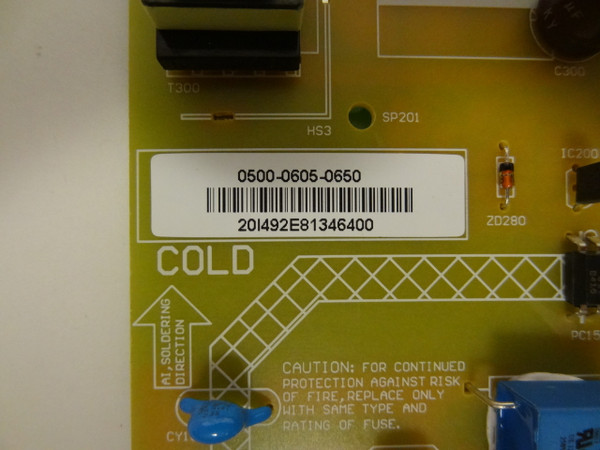 T300
C300
HS3
SP201
0500-0605-0650
20I492E81346400
IC200
ZD280
COLD
AI,SOLDERING
DIRECTION
PC15
CAUTION: FOR CONTINUED
PROTECTION AGAINST RISK
OF FIRE,REPLACE ONLY
WITH SAME TYPE AND
RATING OF FUSE.